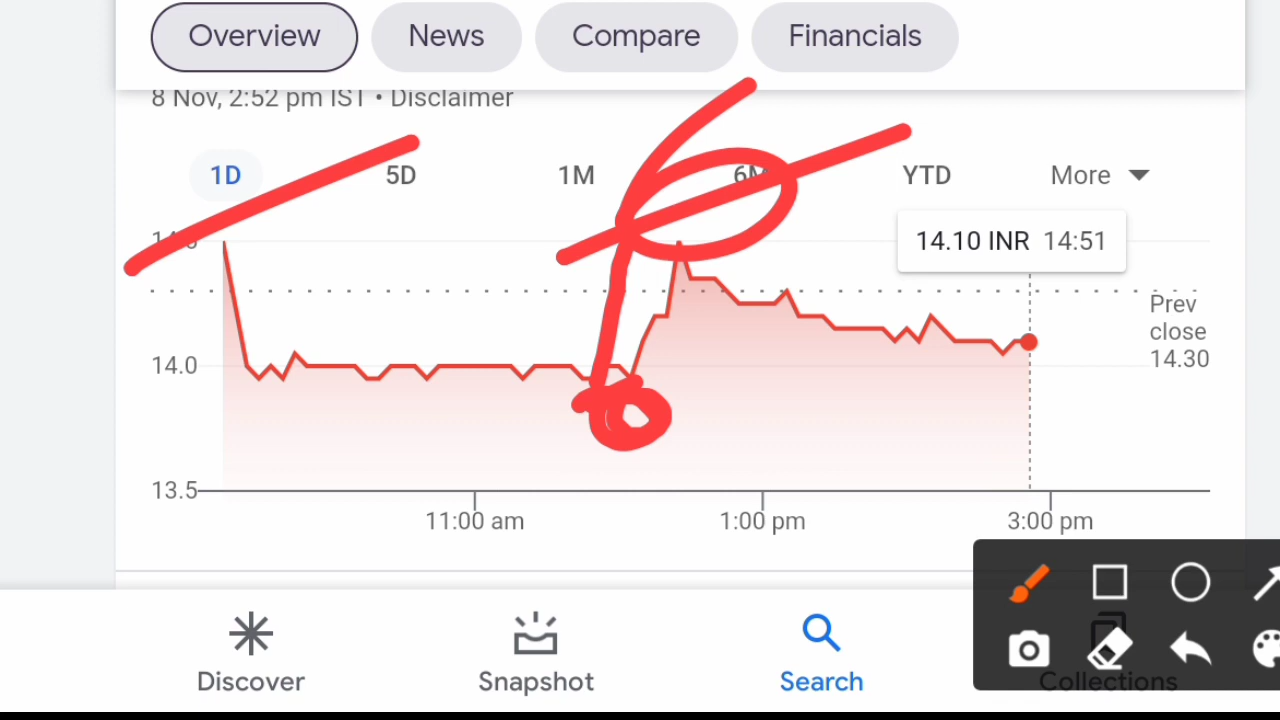 Overview News Compare Financials
8 Nov, 2:52 pm IST • Disclaimer
1D 5D 1M 6M YTD More
14.10 INR 14:51
Prev
close
14.30
14.0
13.5
11:00 am 1:00 pm 3:00 pm
Discover Snapshot Search Collections